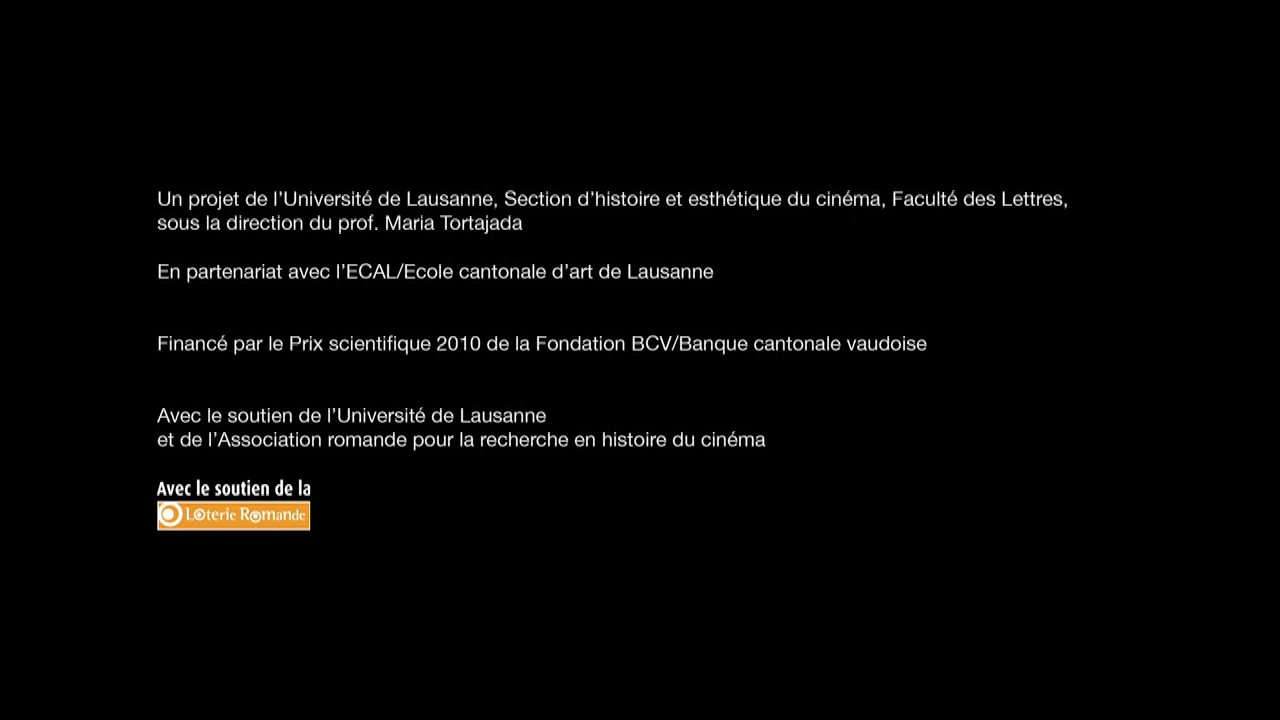 Un projet de l’Université de Lausanne, Section d’histoire et esthétique du cinéma, Faculté des Lettres,
sous la direction du prof. Maria Tortajada
En partenariat avec l’ECAL/Ecole cantonale d’art de Lausanne
Financé par le Prix scientifique 2010 de la Fondation BCV/Banque cantonale vaudoise
Avec le soutien de l’Université de Lausanne
et de l’Association romande pour la recherche en histoire du cinéma
Avec le soutien de la
Loterie Romande